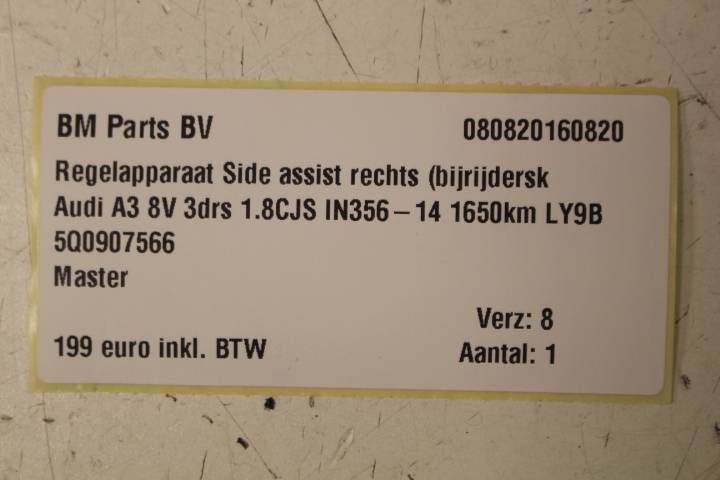 BM Parts BV 080820160820
Regelapparaat Side assist rechts (bijrijdersk
Audi A3 8V 3drs 1.8CJS IN356 – 14 1650km LY9B
5Q0907566
Master
Verz: 8
199 euro inkl. BTW Aantal: 1